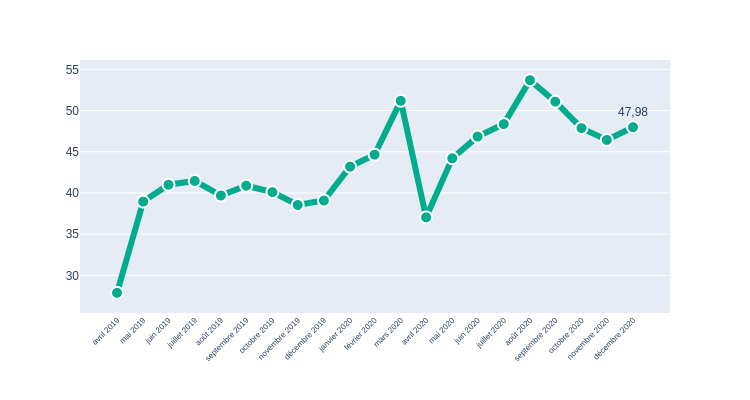 55
50
47,98
45
40
35
30
avril 2019
mai 2019
juin 2019
juillet 2019
août 2019
septembre 2019
octobre 2019
novembre 2019
décembre 2019
janvier 2020
février 2020
mars 2020
avril 2020
mai 2020
juin 2020
juillet 2020
août 2020
septembre 2020
octobre 2020
novembre 2020
décembre 2020